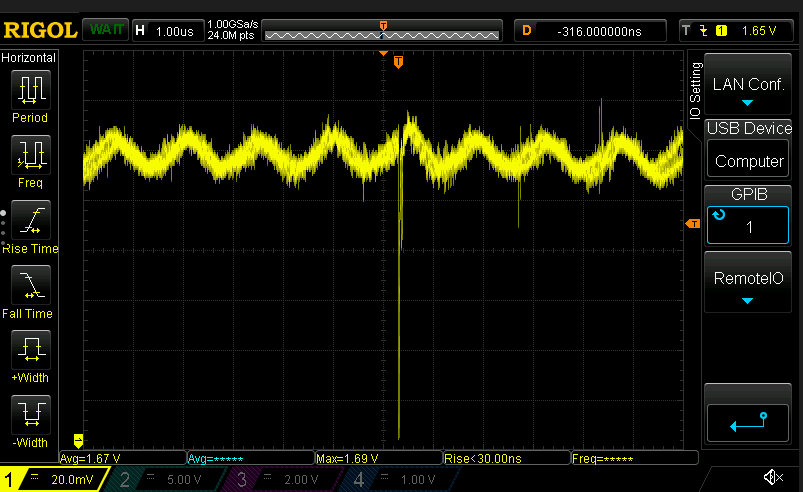 RIGOL WAIT H 1.00us 1.00GSa/s 24.0M pts D -316.000000ns T 1 1.65 V
Horizontal
T
T
IO Setting
LAN Conf.
Period
USB Device
Computer
Freq
GPIB
1
Rise Time
T
RemoteIO
Fall Time
+Width
-Width
Avg=1.67 V Avg=***** Max=1.69 V Rise<30.00ns Freq=*****
1 20.0mV 2 5.00 V 3 2.00 V 4 1.00 V